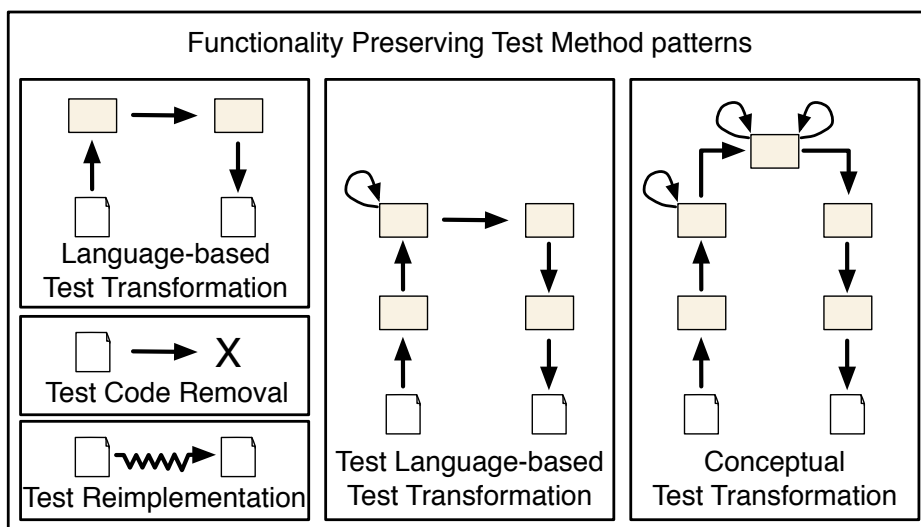 Functionality Preserving Test Method patterns
Language-based
Test Transformation
X
Test Code Removal
Test Reimplementation
Test Language-based
Test Transformation
Conceptual
Test Transformation